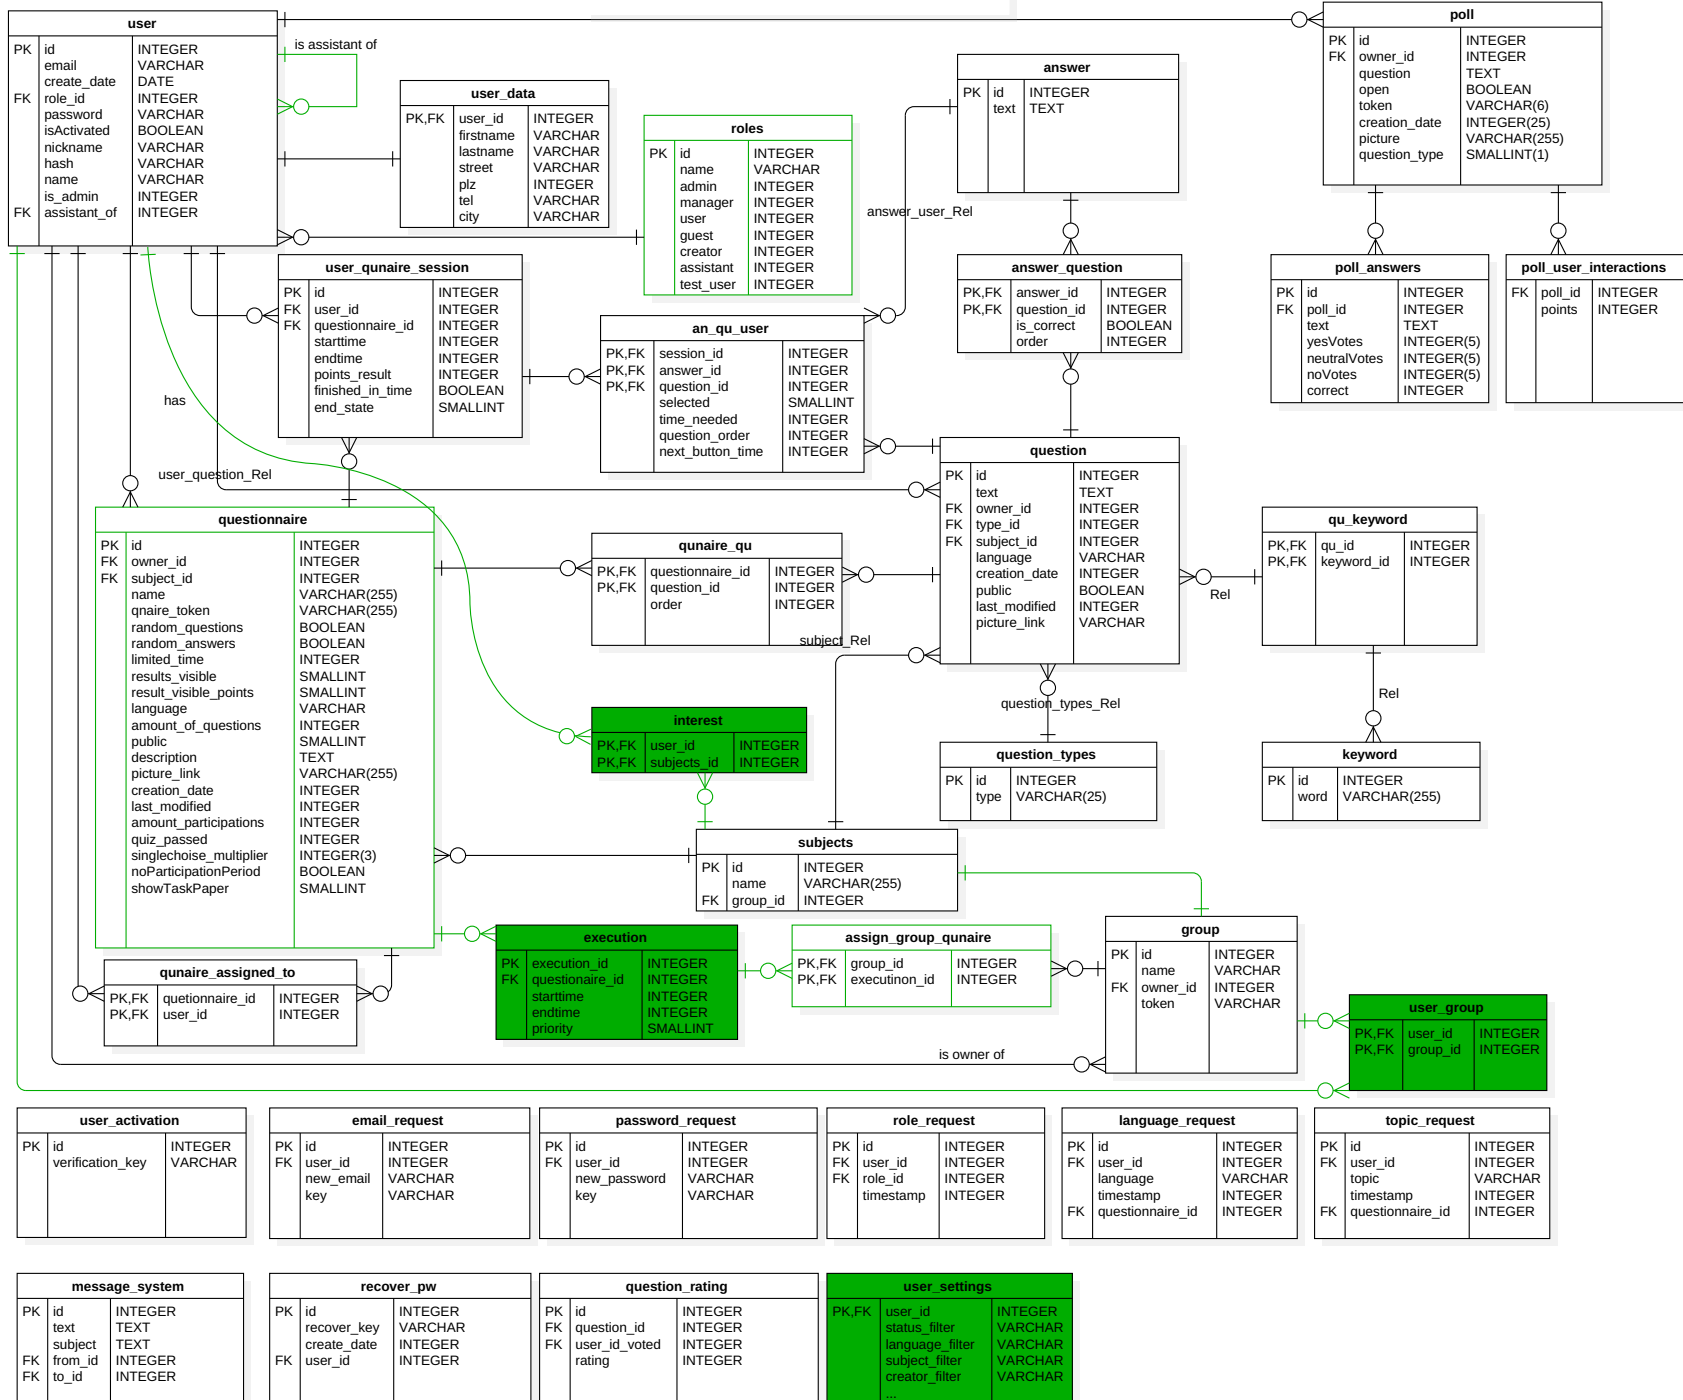 user
PK id INTEGER
email VARCHAR
create_date DATE
FK role_id INTEGER
password VARCHAR
isActivated BOOLEAN
nickname VARCHAR
hash VARCHAR
name VARCHAR
is_admin INTEGER
FK assistant_of INTEGER
is assistant of
user_data
PK,FK user_id INTEGER
firstname VARCHAR
lastname VARCHAR
street VARCHAR
plz INTEGER
tel VARCHAR
city VARCHAR
roles
PK id INTEGER
name VARCHAR
admin INTEGER
manager INTEGER
user INTEGER
guest INTEGER
creator INTEGER
assistant INTEGER
test_user INTEGER
answer
PK id INTEGER
text TEXT
answer_user_Rel
poll
PK id INTEGER
FK owner_id INTEGER
question TEXT
open BOOLEAN
token VARCHAR(6)
creation_date INTEGER(25)
picture VARCHAR(255)
question_type SMALLINT(1)
user_qunaire_session
PK id INTEGER
FK user_id INTEGER
FK questionnaire_id INTEGER
starttime INTEGER
endtime INTEGER
points_result INTEGER
finished_in_time BOOLEAN
end_state SMALLINT
an_qu_user
PK,FK session_id INTEGER
PK,FK answer_id INTEGER
PK,FK question_id INTEGER
selected SMALLINT
time_needed INTEGER
question_order INTEGER
next_button_time INTEGER
answer_question
PK,FK answer_id INTEGER
PK,FK question_id INTEGER
is_correct BOOLEAN
order INTEGER
poll_answers
PK id INTEGER
FK poll_id INTEGER
text TEXT
yesVotes INTEGER(5)
neutralVotes INTEGER(5)
noVotes INTEGER(5)
correct INTEGER
poll_user_interactions
FK poll_id INTEGER
points INTEGER
has
user_question_Rel
questionnaire
PK id INTEGER
FK owner_id INTEGER
FK subject_id INTEGER
name VARCHAR(255)
qnaire_token VARCHAR(255)
random_questions BOOLEAN
random_answers BOOLEAN
limited_time INTEGER
results_visible SMALLINT
result_visible_points SMALLINT
language VARCHAR
amount_of_questions INTEGER
public SMALLINT
description TEXT
picture_link VARCHAR(255)
creation_date INTEGER
last_modified INTEGER
amount_participations INTEGER
quiz_passed INTEGER
singlechoise_multiplier INTEGER(3)
noParticipationPeriod BOOLEAN
showTaskPaper SMALLINT
qunaire_qu
PK,FK questionnaire_id INTEGER
PK,FK question_id INTEGER
order INTEGER
subject_Rel
question
PK id INTEGER
text TEXT
FK owner_id INTEGER
FK type_id INTEGER
FK subject_id INTEGER
language VARCHAR
creation_date INTEGER
public BOOLEAN
last_modified INTEGER
picture_link VARCHAR
qu_keyword
PK,FK qu_id INTEGER
PK,FK keyword_id INTEGER
Rel
Rel
question_types_Rel
interest
PK,FK user_id INTEGER
PK,FK subjects_id INTEGER
question_types
PK id INTEGER
type VARCHAR(25)
keyword
PK id INTEGER
word VARCHAR(255)
subjects
PK id INTEGER
name VARCHAR(255)
FK group_id INTEGER
execution
PK execution_id INTEGER
FK questionaire_id INTEGER
starttime INTEGER
endtime INTEGER
priority SMALLINT
assign_group_qunaire
PK,FK group_id INTEGER
PK,FK executinon_id INTEGER
group
PK id INTEGER
name VARCHAR
FK owner_id INTEGER
token VARCHAR
qunaire_assigned_to
PK,FK quetionnaire_id INTEGER
PK,FK user_id INTEGER
user_group
PK,FK user_id INTEGER
PK,FK group_id INTEGER
is owner of
user_activation
PK id INTEGER
verification_key VARCHAR
email_request
PK id INTEGER
FK user_id INTEGER
new_email VARCHAR
key VARCHAR
password_request
PK id INTEGER
FK user_id INTEGER
new_password VARCHAR
key VARCHAR
role_request
PK id INTEGER
FK user_id INTEGER
FK role_id INTEGER
timestamp INTEGER
language_request
PK id INTEGER
FK user_id INTEGER
language VARCHAR
timestamp INTEGER
FK questionnaire_id INTEGER
topic_request
PK id INTEGER
FK user_id INTEGER
topic VARCHAR
timestamp INTEGER
FK questionnaire_id INTEGER
message_system
PK id INTEGER
text TEXT
subject TEXT
FK from_id INTEGER
FK to_id INTEGER
recover_pw
PK id INTEGER
recover_key VARCHAR
create_date INTEGER
FK user_id INTEGER
question_rating
PK id INTEGER
FK question_id INTEGER
FK user_id_voted INTEGER
rating INTEGER
user_settings
PK,FK user_id INTEGER
status_filter VARCHAR
language_filter VARCHAR
subject_filter VARCHAR
creator_filter VARCHAR
...